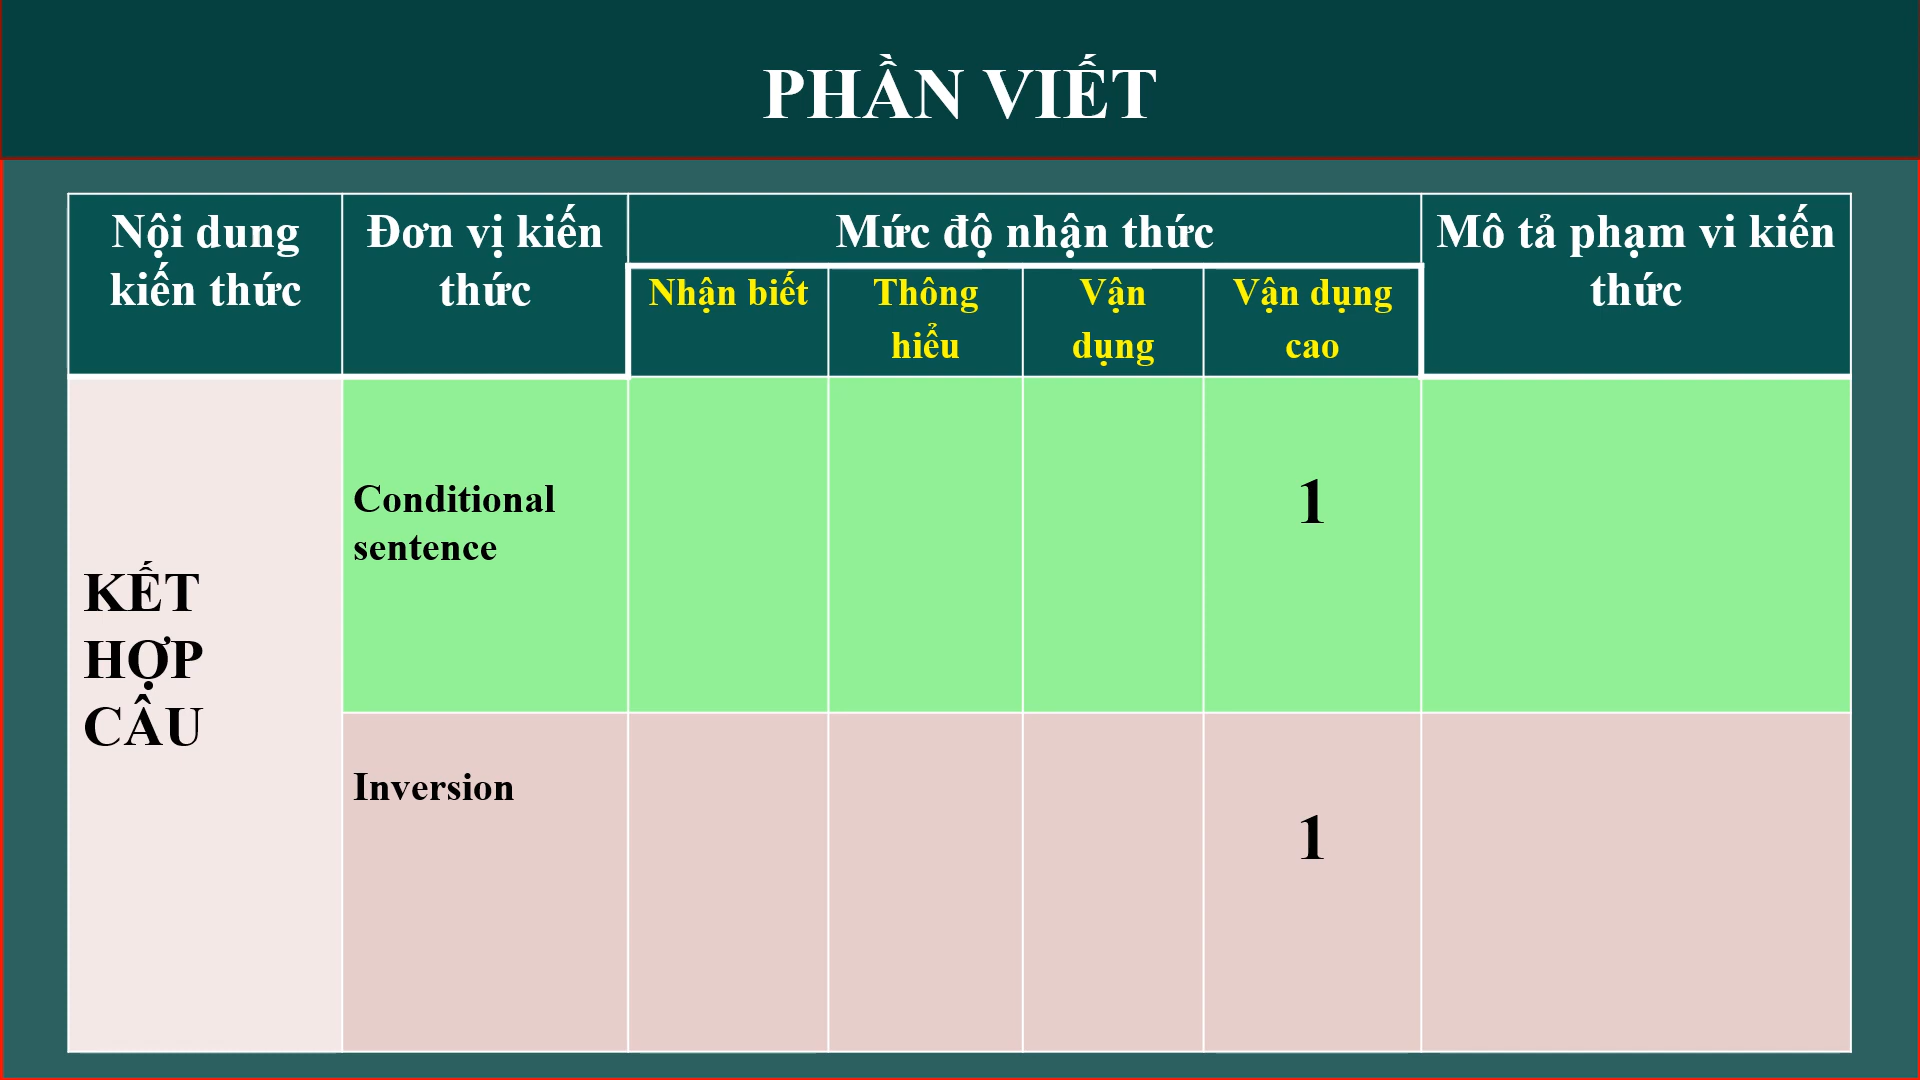 PHẦN VIẾT
Nội dung
kiến thức
Đơn vị kiến
thức
Mức độ nhận thức
Mô tả phạm vi kiến
thức
Nhận biết
Thông
hiểu
Vận
dụng
Vận dụng
cao
KẾT
HỢP
CÂU
Conditional
sentence
1
Inversion
1